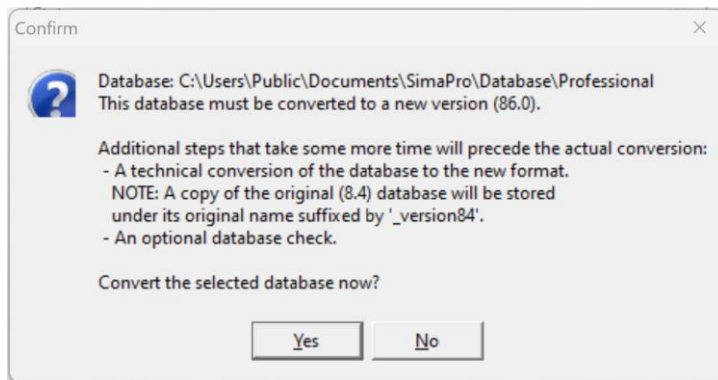 Confirm
Database: C:\Users\Public\Documents\SimaPro\Database\Professional
This database must be converted to a new version (86.0).
Additional steps that take some more time will precede the actual conversion:
- A technical conversion of the database to the new format.
NOTE: A copy of the original (8.4) database will be stored
under its original name suffixed by '_version84'.
- An optional database check.
Convert the selected database now?
Yes
No